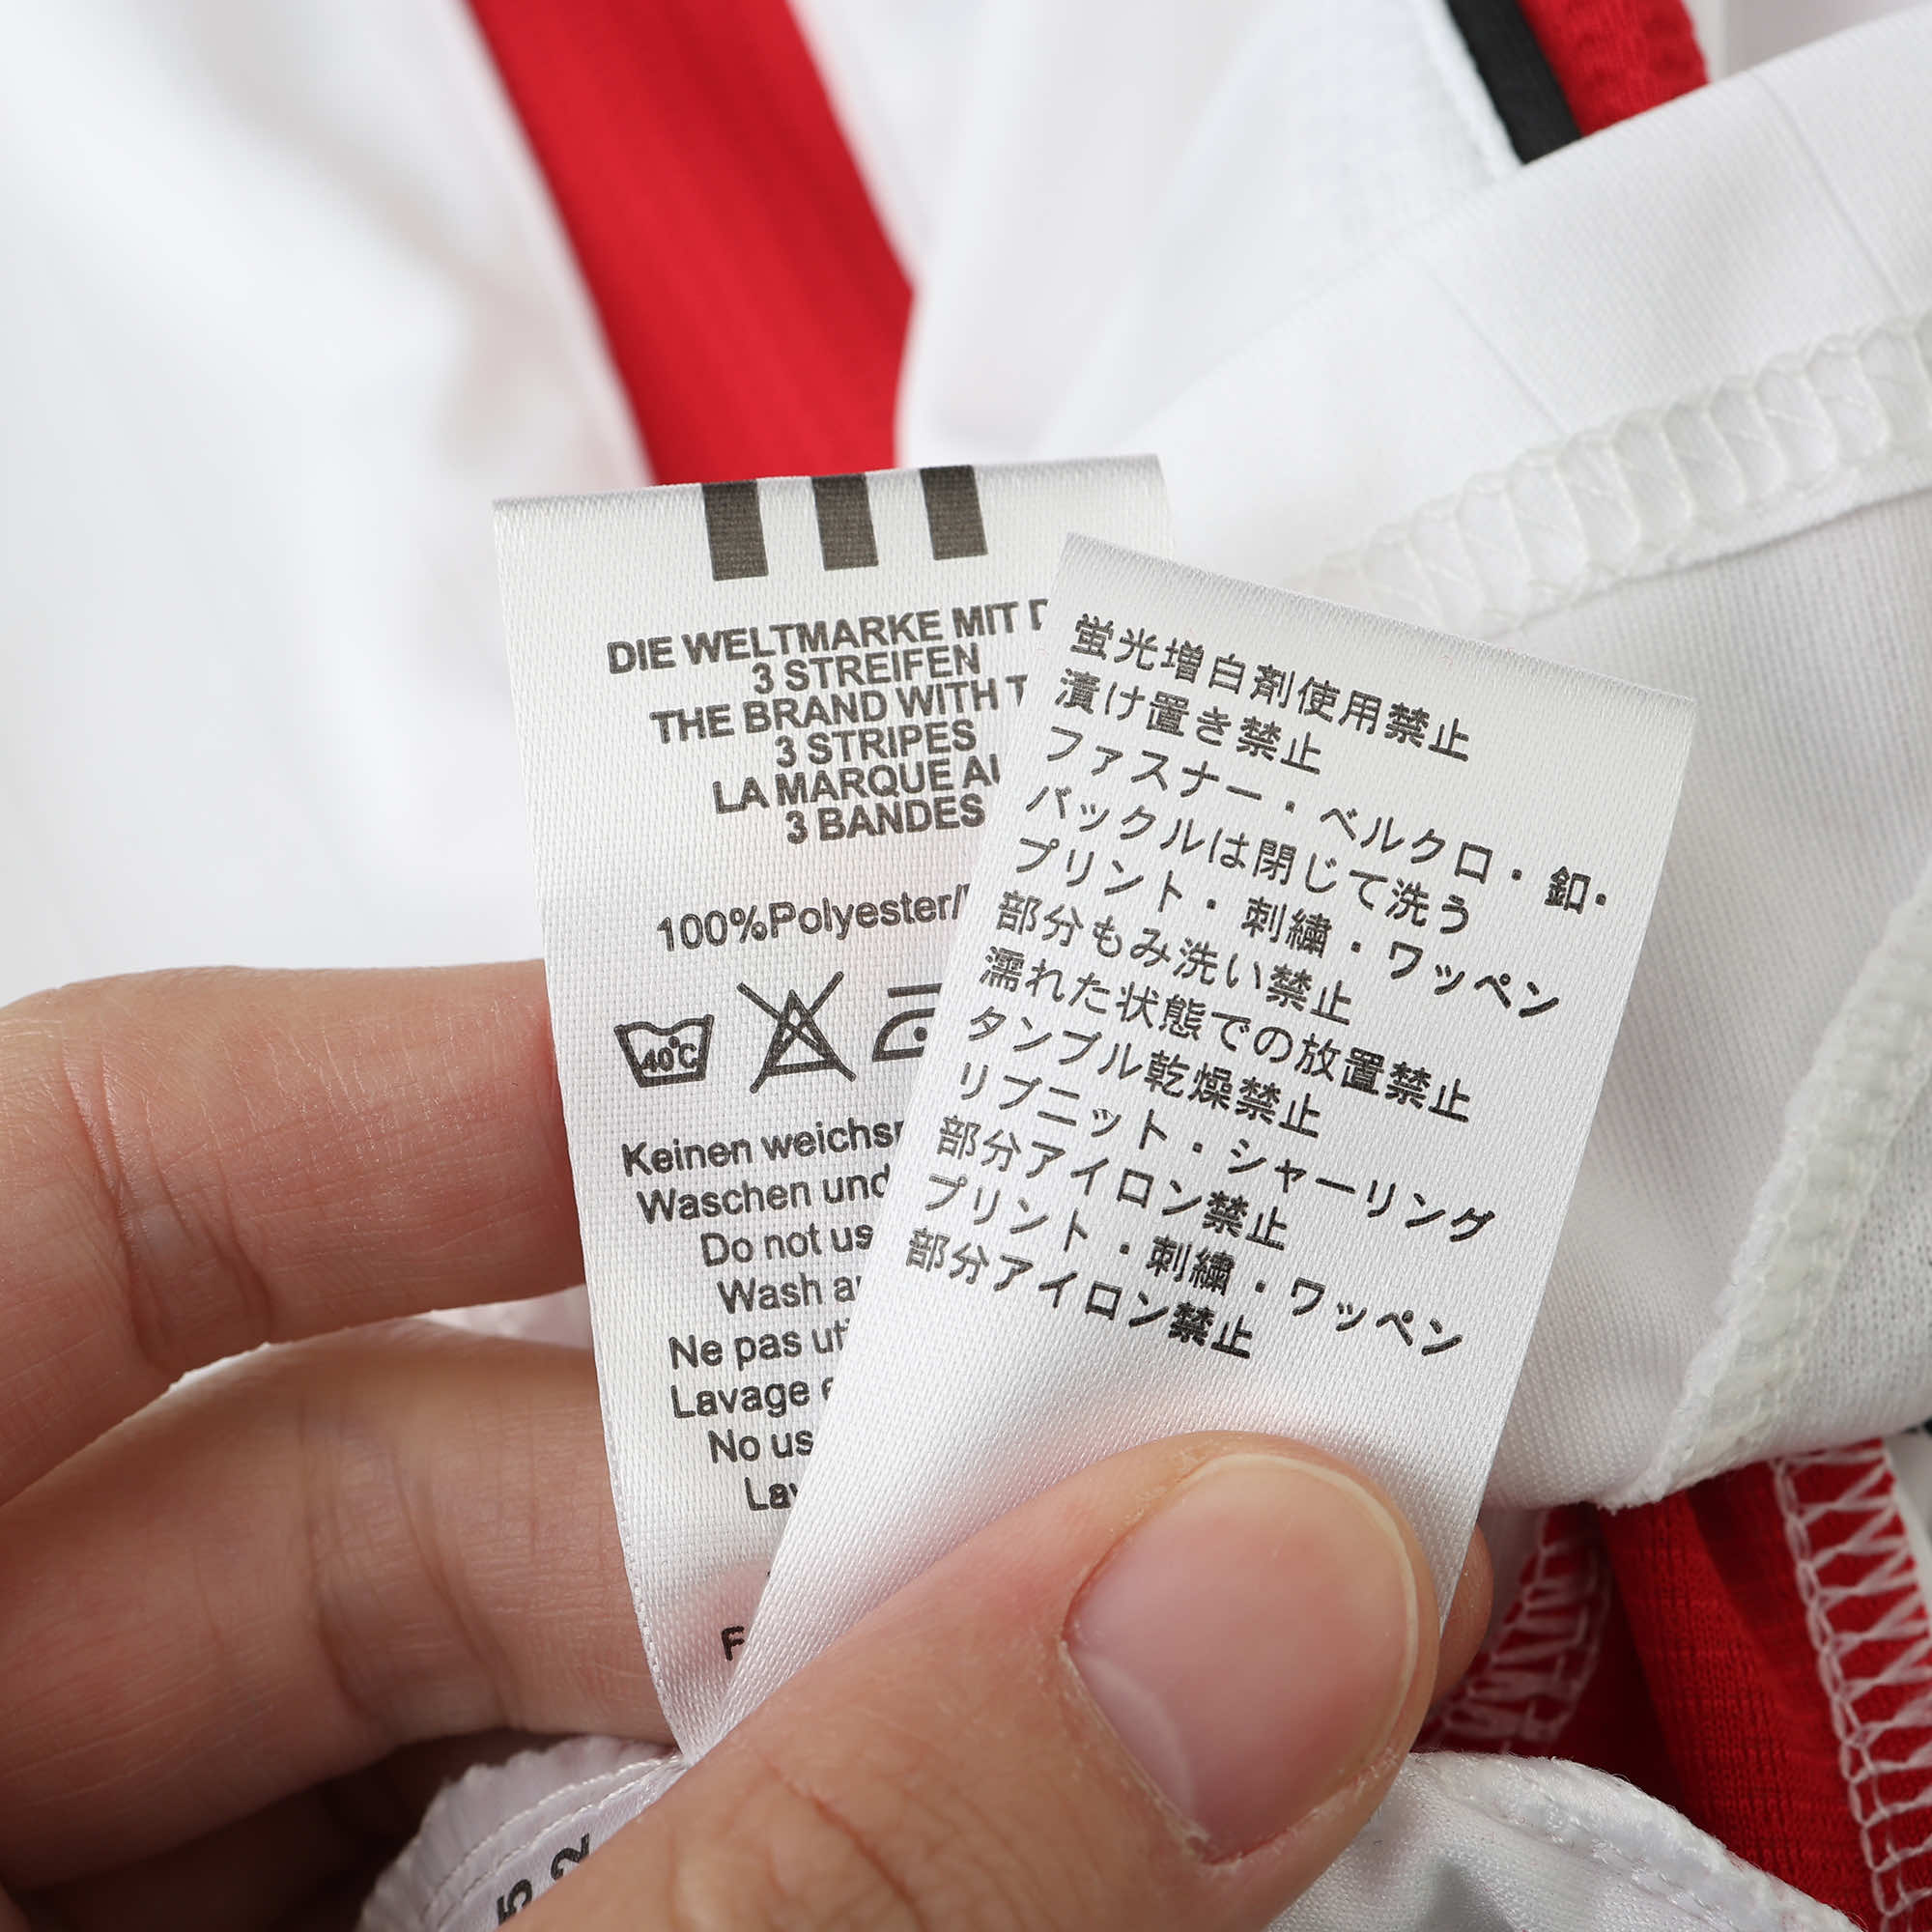 DIE WELTMARKE MIT
3 STREIFEN
THE BRAND WITH
3 STRIPES
LA MARQUE
3 BANDES
100%Polyester/
40°C
Keinen
Waschen und
Do not
Wash
Ne pas
Lavage
No
蛍光増白剤使用禁止
漬け置き禁止
ファスナー・ベルクロ・釦・
バックルは閉じて洗う
プリント・刺繍・ワッペン
部分もみ洗い禁止
濡れた状態での放置禁止
タンブル乾燥禁止
リブニット・シャーリング
部分アイロン禁止
プリント・刺繍・ワッペン
部分アイロン禁止